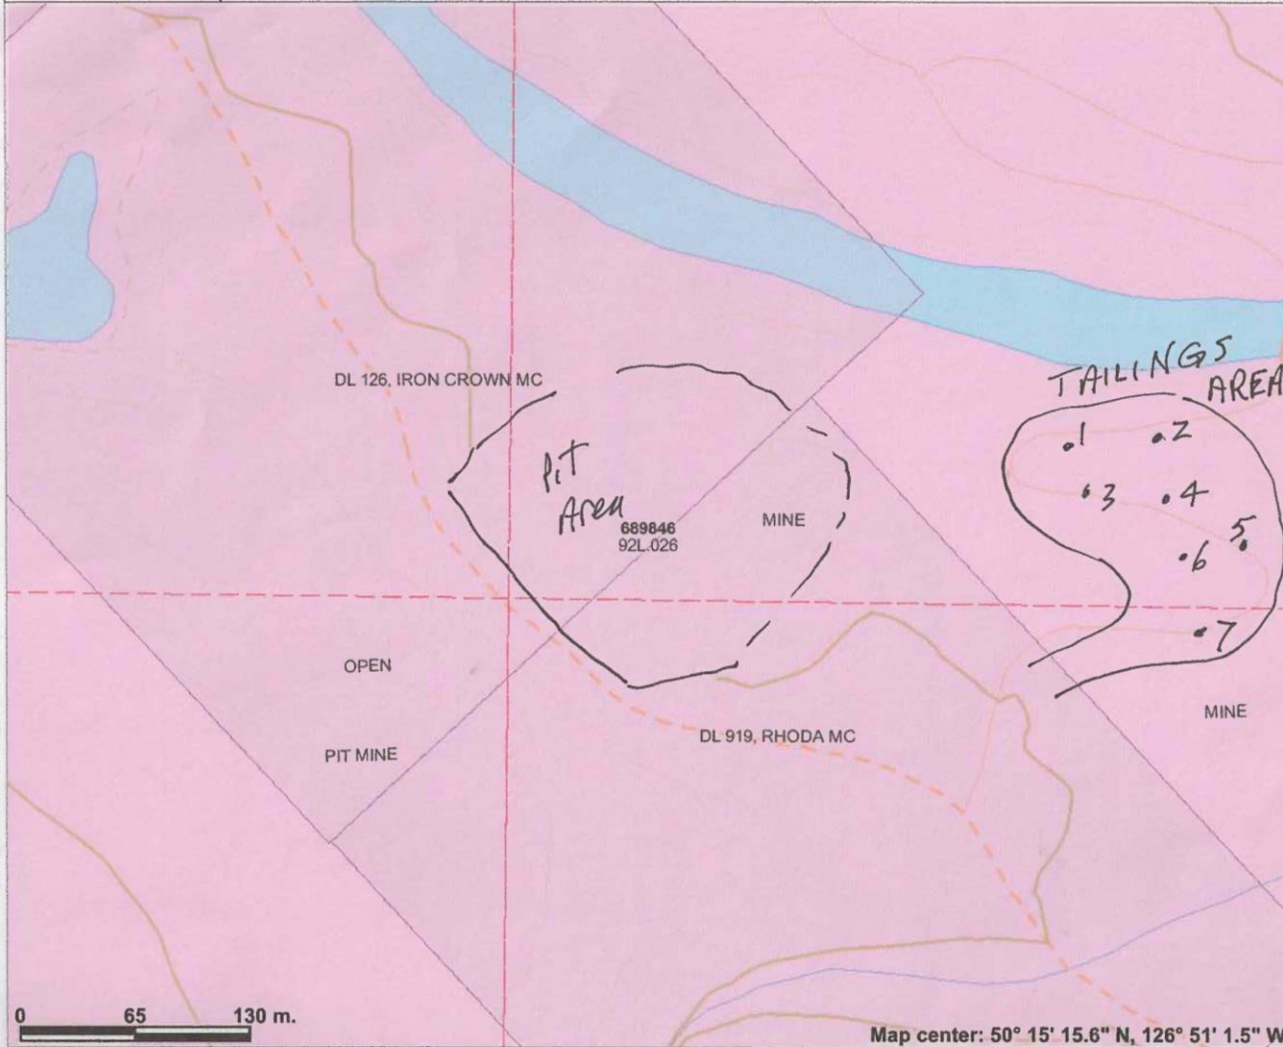 TAILINGS
AREA
DL 126, IRON CROWN MC
Pit
Area
689846
92L.026
MINE
1
2
3
4
5
6
7
OPEN
PIT MINE
DL 919, RHODA MC
MINE
0 65 130 m.
Map center: 50° 15' 15.6" N, 126° 51' 1.5" W